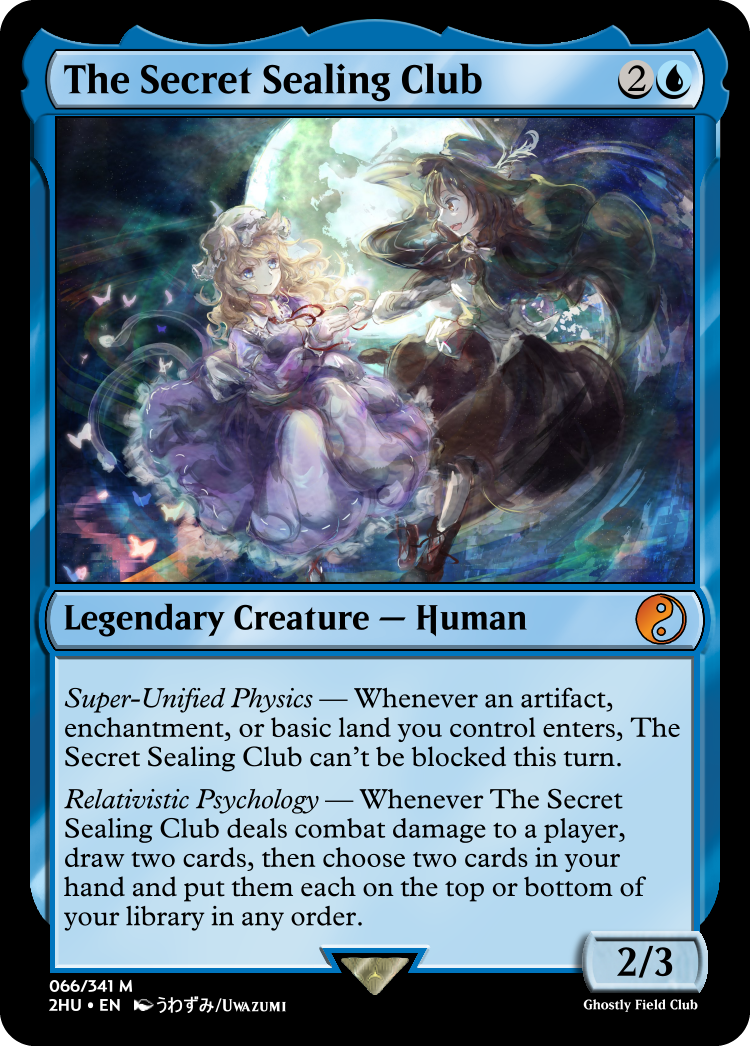 The Secret Sealing Club 2
Legendary Creature — Human
Super-Unified Physics — Whenever an artifact,
enchantment, or basic land you control enters, The
Secret Sealing Club can't be blocked this turn.
Relativistic Psychology — Whenever The Secret
Sealing Club deals combat damage to a player,
draw two cards, then choose two cards in your
hand and put them each on the top or bottom of
your library in any order.
2/3
066/341 M
2HU • EN うわずみ/Uwazumi
Ghostly Field Club